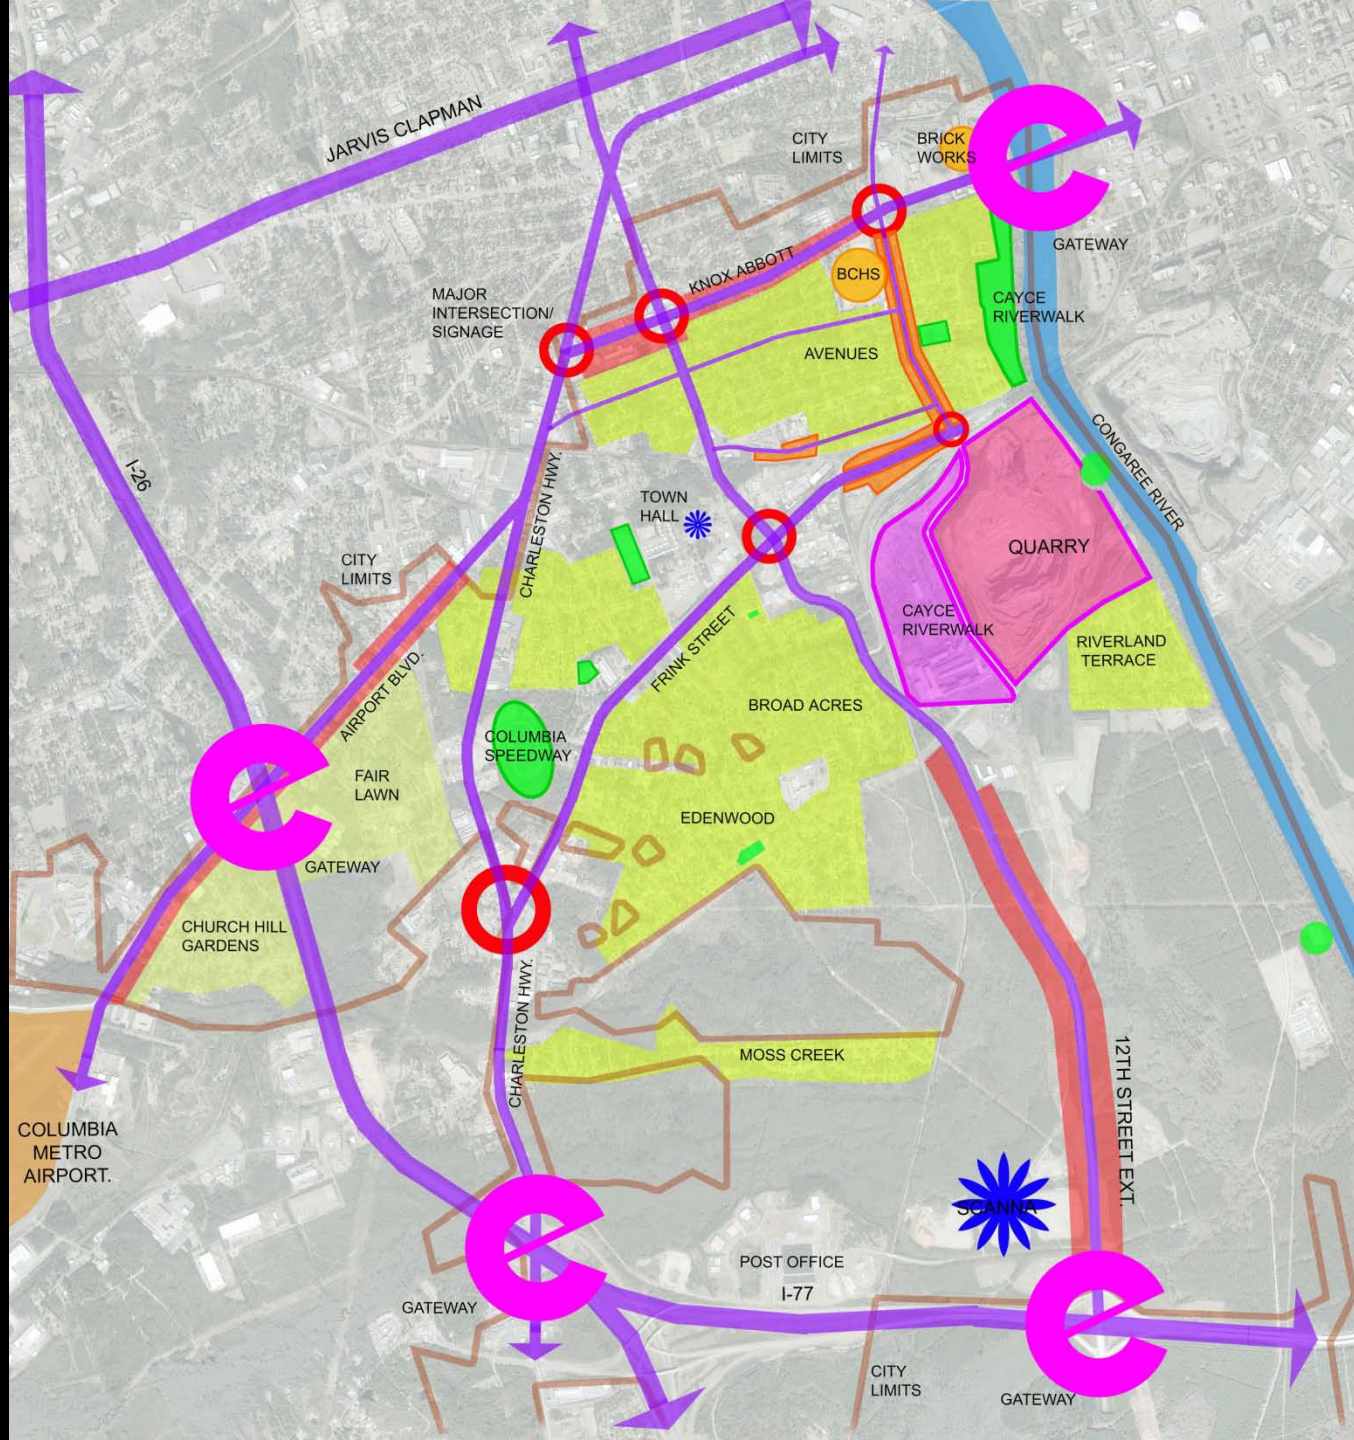 JARVIS CLAPMAN
CITY
LIMITS
BRICK
WORKS
GATEWAY
KNOX ABBOTT
BCHS
MAJOR
INTERSECTION/
SIGNAGE
CAYCE
RIVERWALK
AVENUES
I-26
CHARLESTON HWY.
CONGAREE RIVER
TOWN
HALL
QUARRY
CITY
LIMITS
CAYCE
RIVERWALK
FRINK STREET
RIVERLAND
TERRACE
AIRPORT BLVD.
BROAD ACRES
COLUMBIA
SPEEDWAY
FAIR
LAWN
EDENWOOD
GATEWAY
CHURCH HILL
GARDENS
CHARLESTON HWY.
MOSS CREEK
12TH STREET EXT.
COLUMBIA
METRO
AIRPORT.
SCANNA
POST OFFICE
I-77
GATEWAY
CITY
LIMITS
GATEWAY